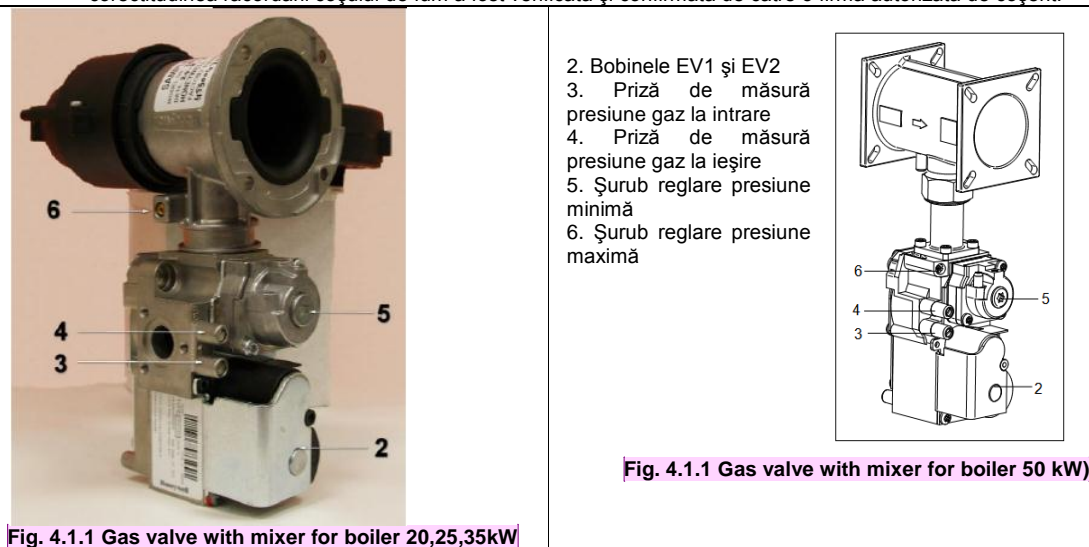 2. Bobinele EV1 şi EV2
3. Priză de măsură
presiune gaz la intrare
4. Priză de măsură
presiune gaz la ieşire
5. Şurub reglare presiune
minimă
6. Şurub reglare presiune
maximă
6
5
4
3
2
6
5
4
3
2
Fig. 4.1.1 Gas valve with mixer for boiler 50 kW)
Fig. 4.1.1 Gas valve with mixer for boiler 20,25,35kW